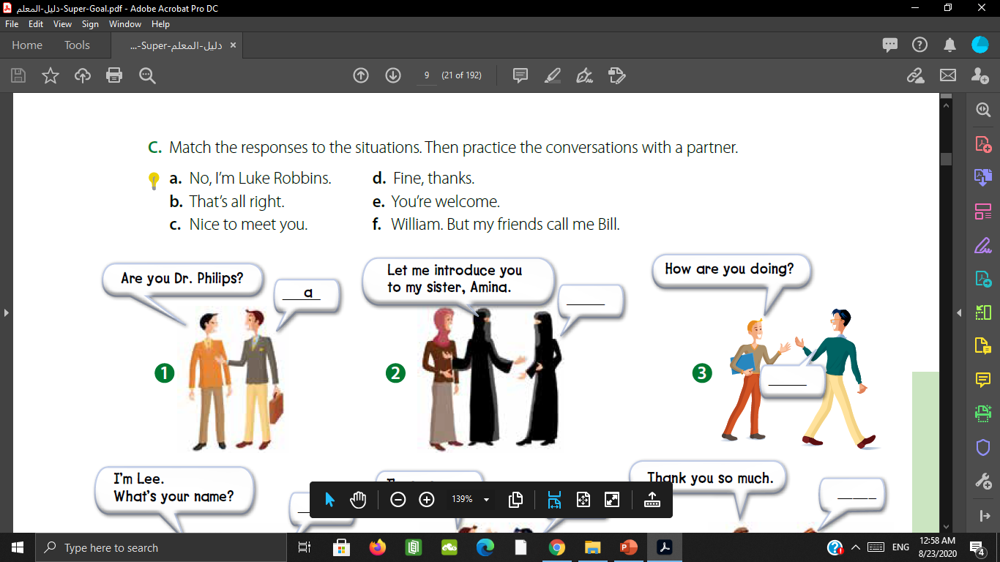 دليل-المعلم-Super-Goal.pdf - Adobe Acrobat Pro DC
File Edit View Sign Window Help
Home Tools دليل-المعلم-Super-... ×
9 (21 of 192)
C. Match the responses to the situations. Then practice the conversations with a partner.
a. No, I'm Luke Robbins.
b. That's all right.
c. Nice to meet you.
d. Fine, thanks.
e. You're welcome.
f. William. But my friends call me Bill.
Are you Dr. Philips?
a
Let me introduce you
to my sister, Amina.
How are you doing?
1
2
3
I'm Lee.
What's your name?
Thank you so much.
139%
Type here to search
ENG
12:58 AM
8/23/2020
4